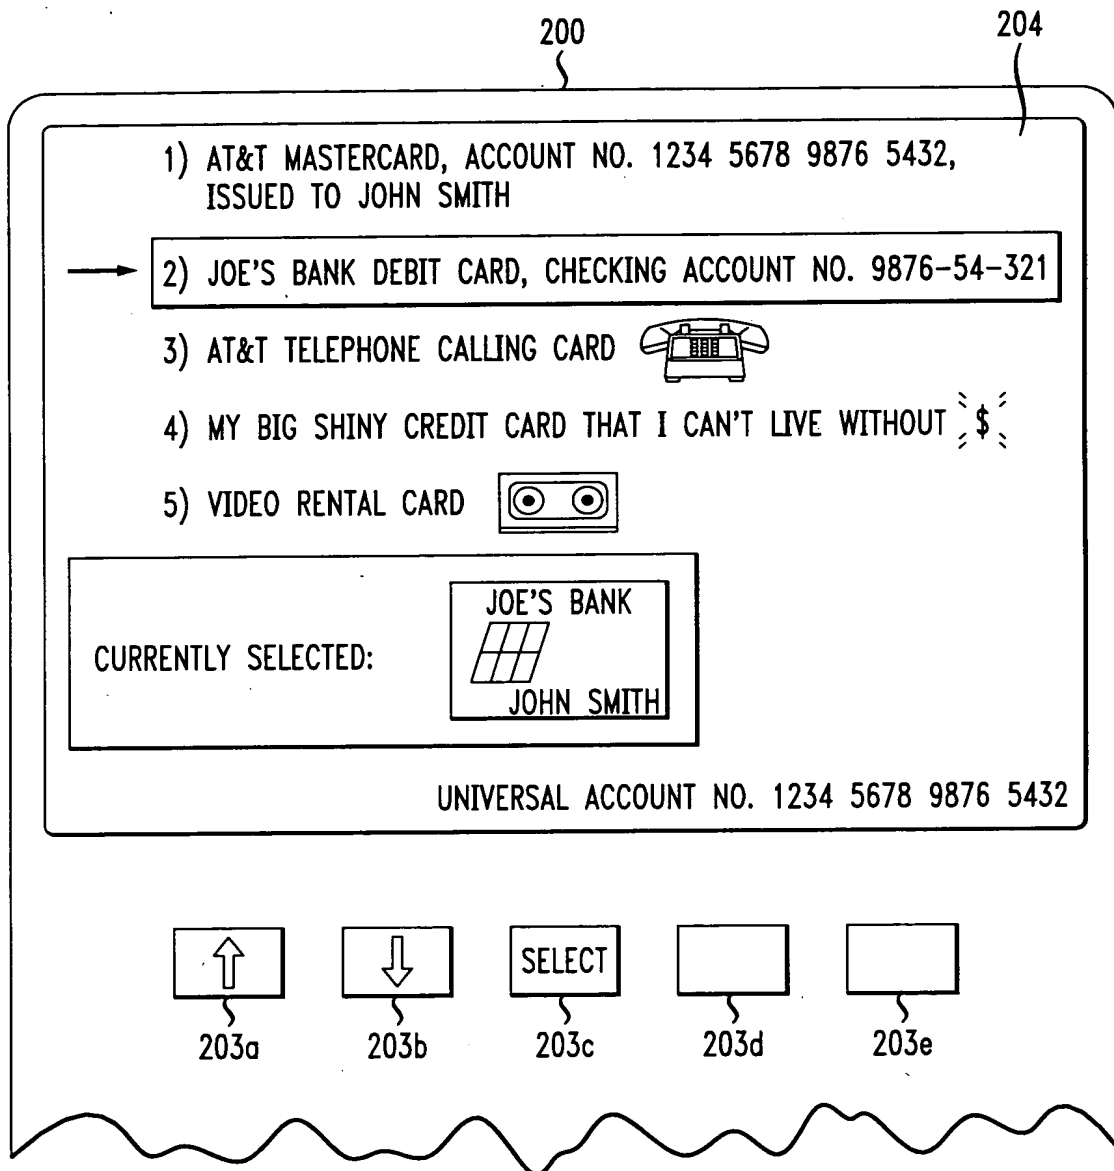 200
204
1) AT&T MASTERCARD, ACCOUNT NO. 1234 5678 9876 5432,
ISSUED TO JOHN SMITH
2) JOE'S BANK DEBIT CARD, CHECKING ACCOUNT NO. 9876-54-321
3) AT&T TELEPHONE CALLING CARD
4) MY BIG SHINY CREDIT CARD THAT I CAN'T LIVE WITHOUT $
5) VIDEO RENTAL CARD
CURRENTLY SELECTED:
JOE'S BANK
JOHN SMITH
UNIVERSAL ACCOUNT NO. 1234 5678 9876 5432
SELECT
203a 203b 203c 203d 203e